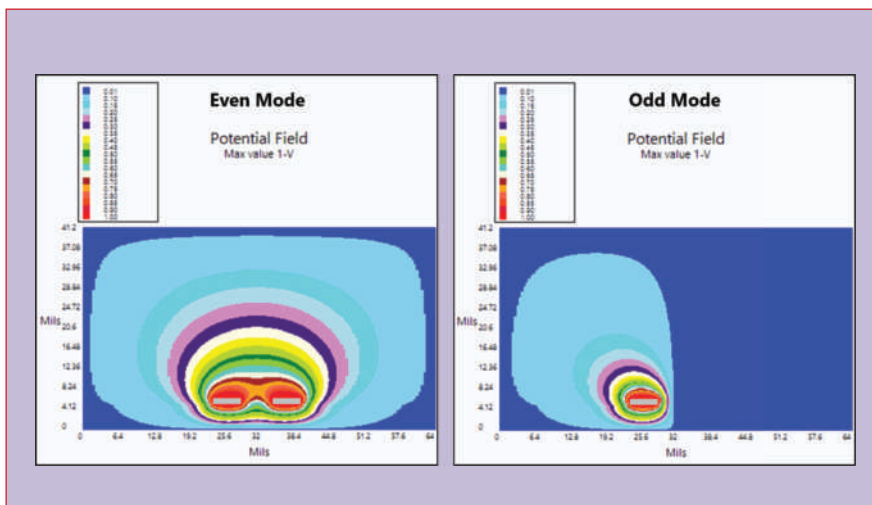 Even Mode
Potential Field
Max value 1-V
41.2
37.08
32.96
28.84
24.72
Mils 20.6
16.48
12.36
8.24
4.12
0
0 6.4 12.8 19.2 25.6 32 38.4 44.8 51.2 57.6 64
Mils
Odd Mode
Potential Field
Max value 1-V
41.2
37.08
32.96
28.84
24.72
Mils 20.6
16.48
12.36
8.24
4.12
0
0 6.4 12.8 19.2 25.6 32 38.4 44.8 51.2 57.6 64
Mils